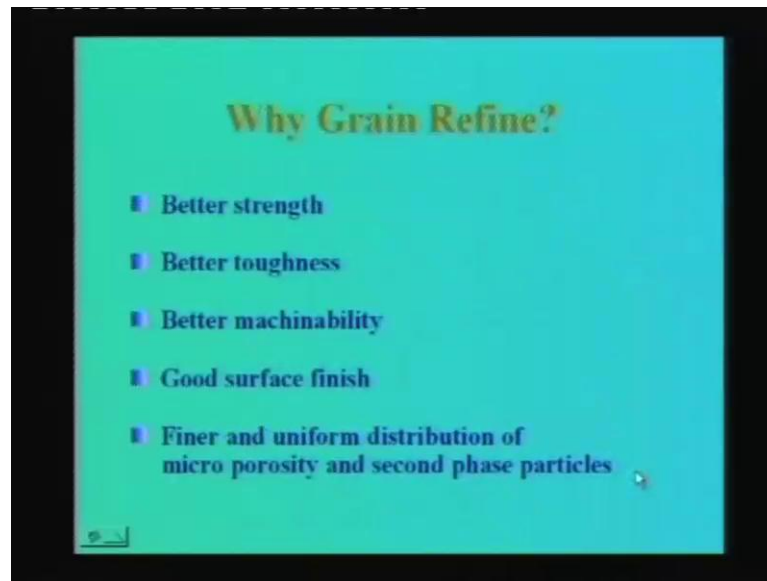 Why Grain Refine?
Better strength
Better toughness
Better machinability
Good surface finish
Finer and uniform distribution of
micro porosity and second phase particles